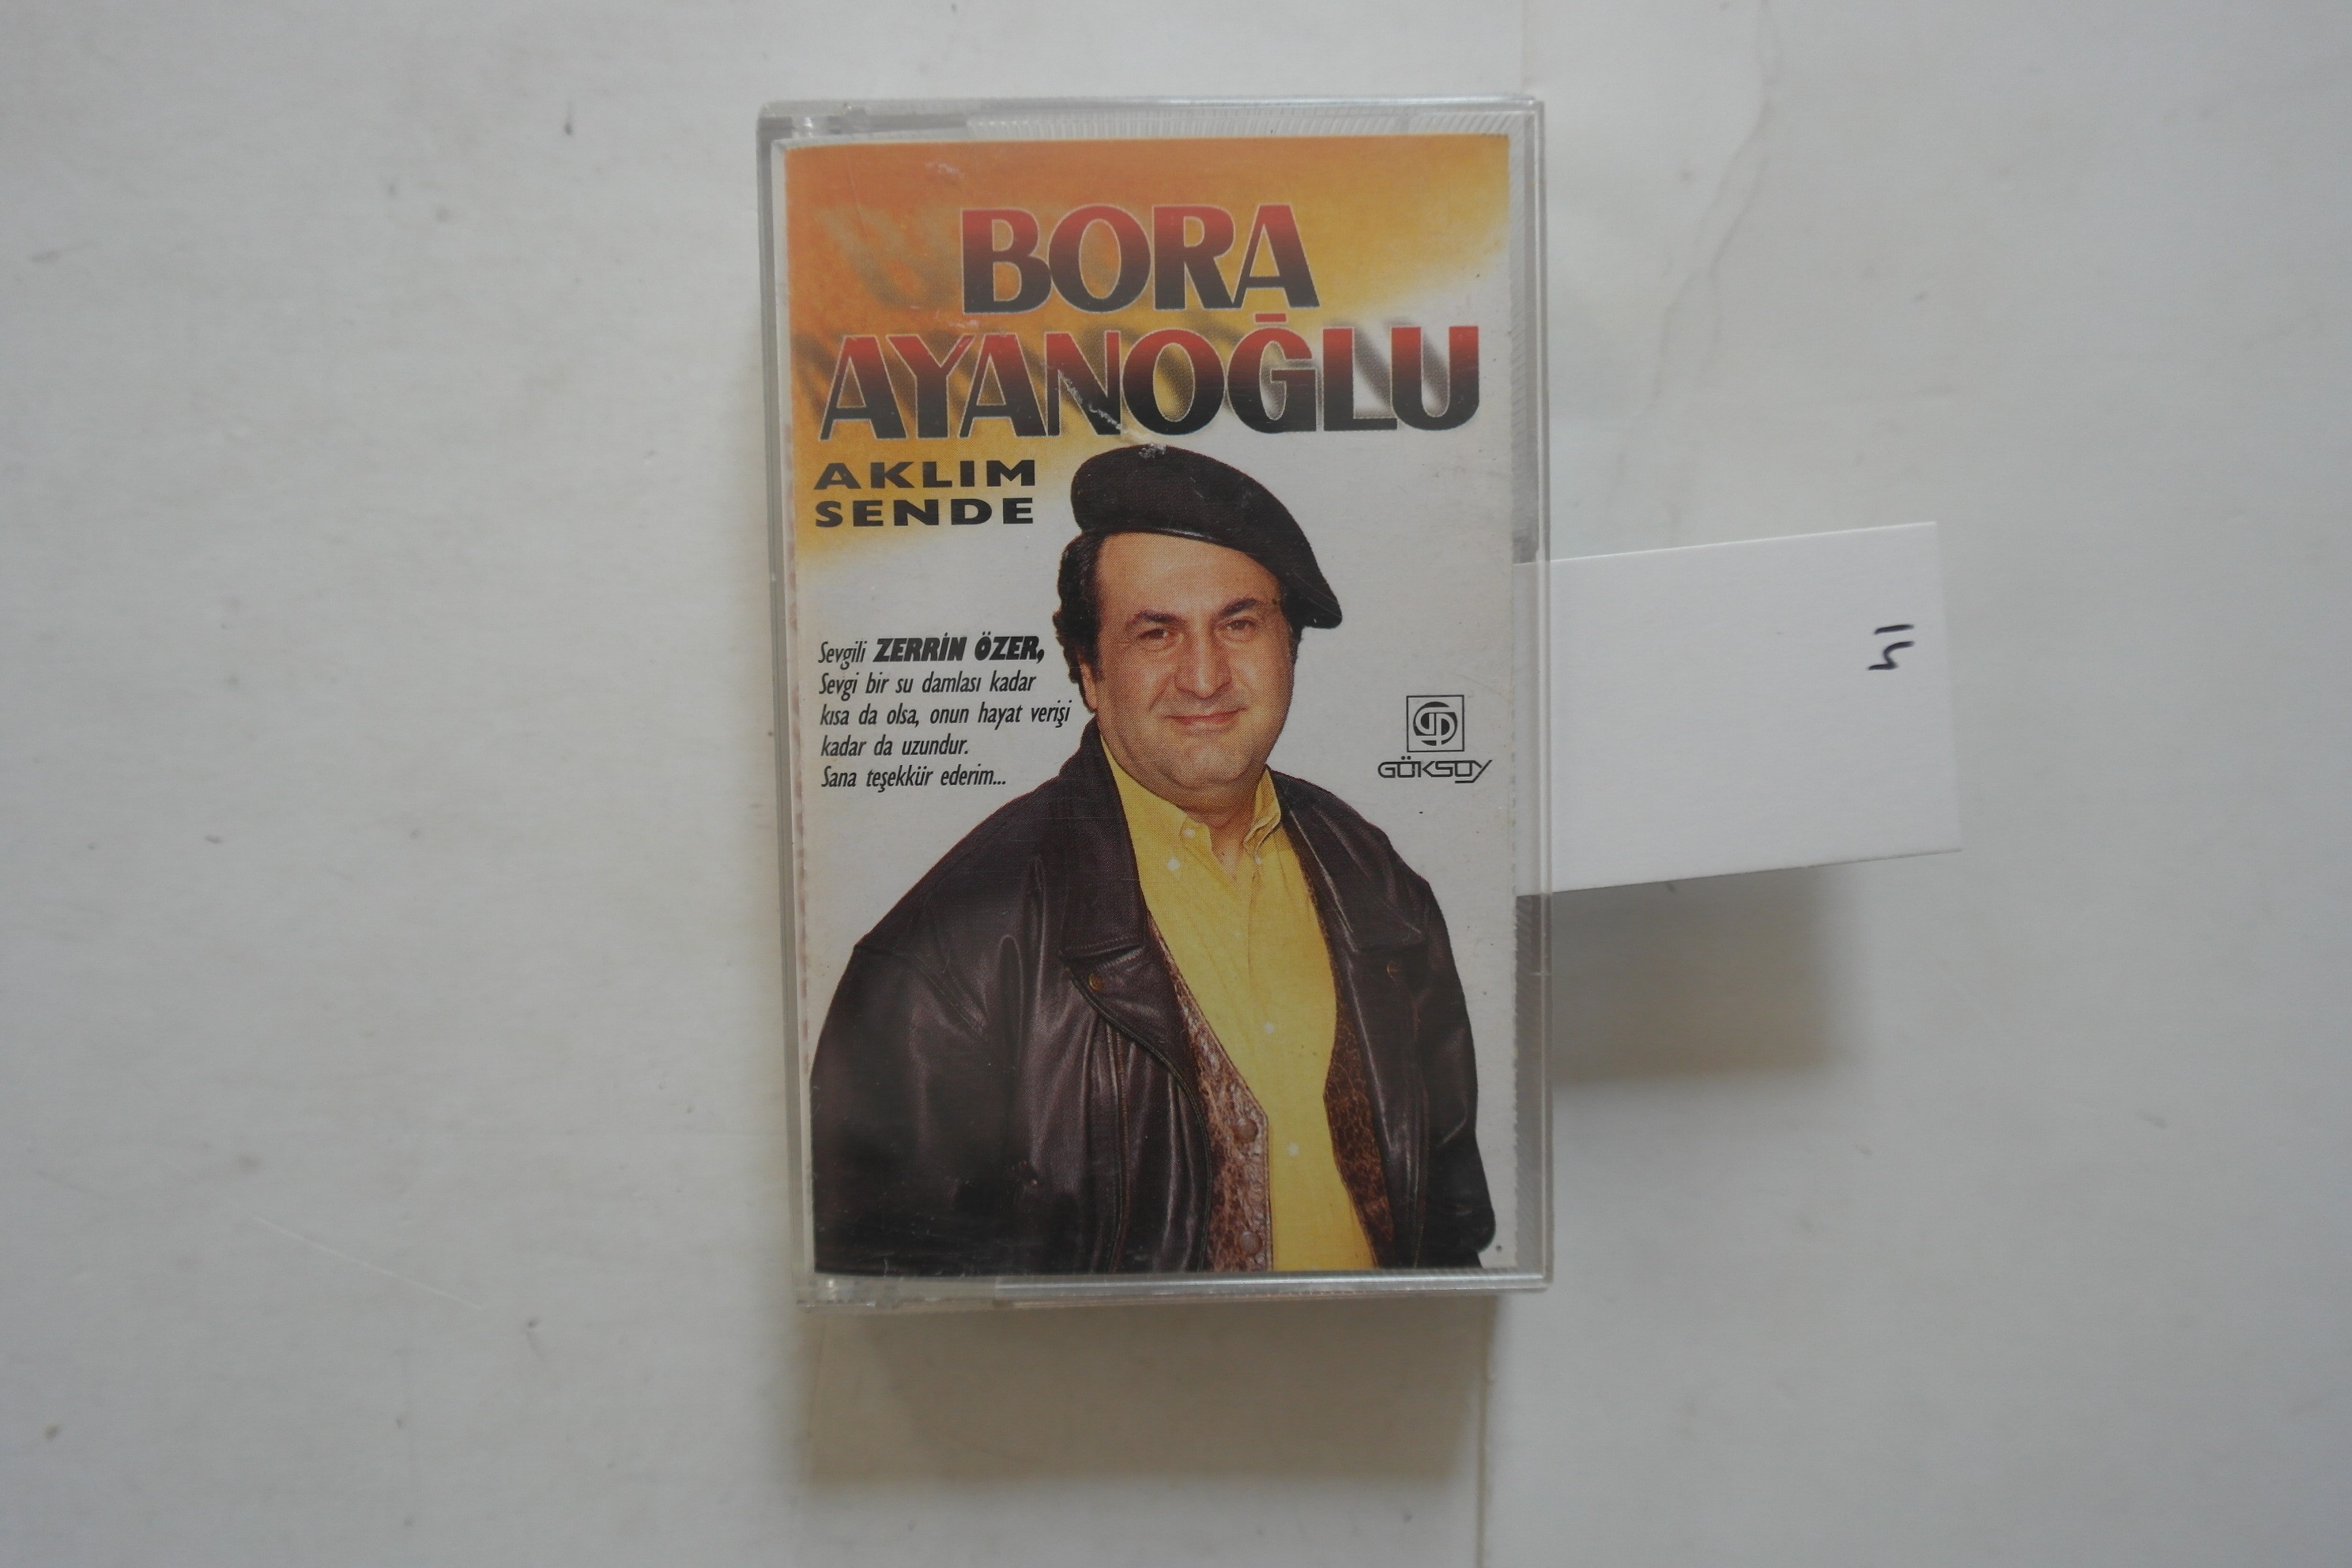 BORA
AYANOĞLU
AKLIM
SENDE
Sevgili ZERRİN ÖZER,
Sevgi bir su damlası kadar
kısa da olsa, onun hayat verişi
kadar da uzundur.
Sana teşekkür ederim...
GÖKSOY